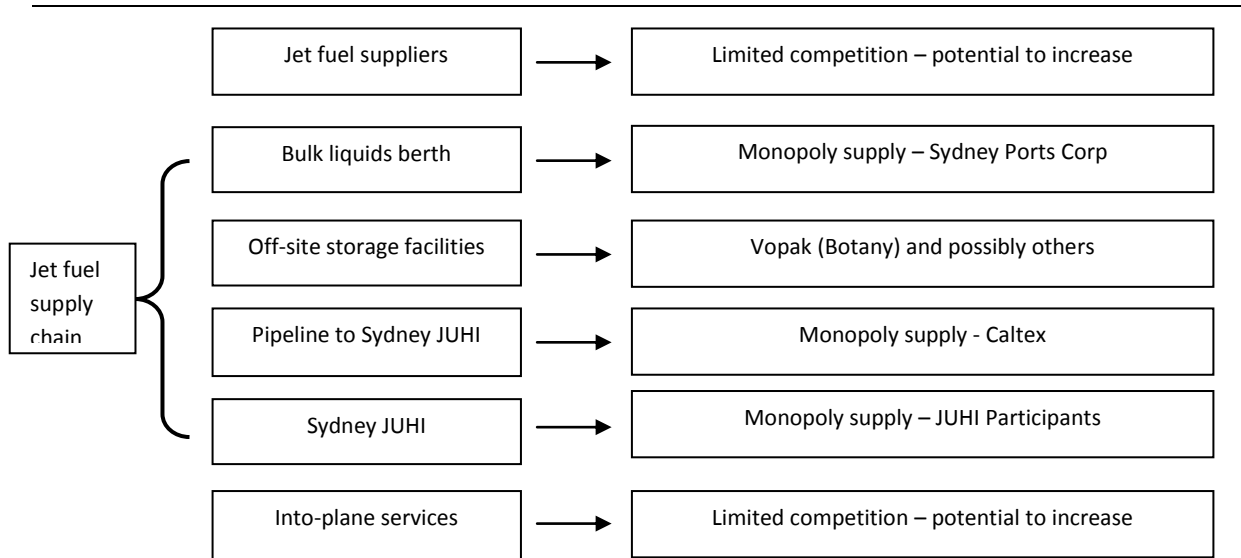 Jet fuel suppliers
Limited competition – potential to increase
Bulk liquids berth
Monopoly supply – Sydney Ports Corp
Off-site storage facilities
Vopak (Botany) and possibly others
Jet fuel
supply
chain
Pipeline to Sydney JUHI
Monopoly supply - Caltex
Sydney JUHI
Monopoly supply – JUHI Participants
Into-plane services
Limited competition – potential to increase